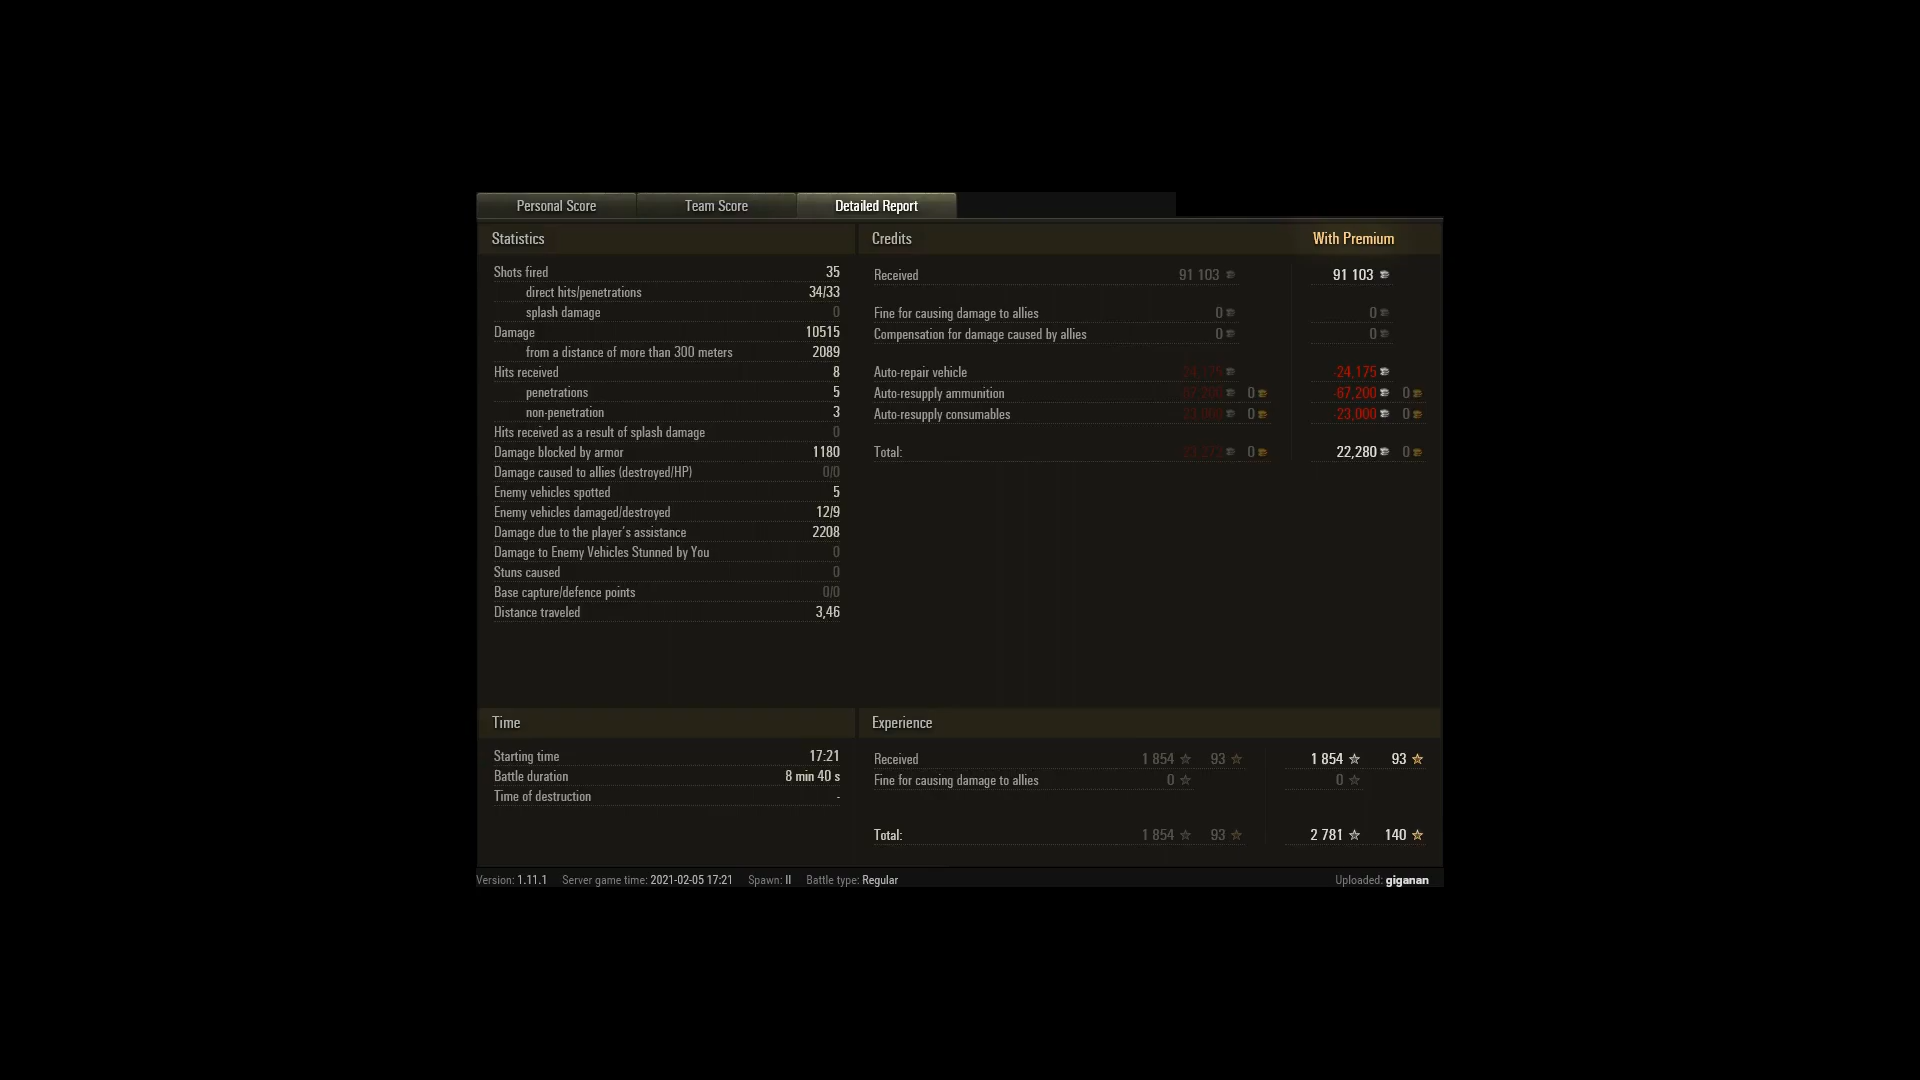 Personal Score Team Score Detailed Report
Statistics
Shots fired 35
direct hits/penetrations 34/33
splash damage 0
Damage 10515
from a distance of more than 300 meters 2089
Hits received 8
penetrations 5
non-penetration 3
Hits received as a result of splash damage 0
Damage blocked by armor 1180
Damage caused to allies (destroyed/HP) 0/0
Enemy vehicles spotted 5
Enemy vehicles damaged/destroyed 12/9
Damage due to the player's assistance 2208
Damage to Enemy Vehicles Stunned by You 0
Stuns caused 0
Base capture/defence points 0/0
Distance traveled 3,46
Credits With Premium
Received 91 103 91 103
Fine for causing damage to allies 0 0
Compensation for damage caused by allies 0 0
Auto-repair vehicle -24,175 -24,175
Auto-resupply ammunition -67,200 0 -67,200 0
Auto-resupply consumables -23,000 0 -23,000 0
Total: 0 22,280 0
Time
Starting time 17:21
Battle duration 8 min 40 s
Time of destruction -
Experience
Received 1 854 93 1 854 93
Fine for causing damage to allies 0 0
Total: 1 854 93 2 781 140
Version: 1.11.1 Server game time: 2021-02-05 17:21 Spawn: II Battle type: Regular Uploaded: giganan